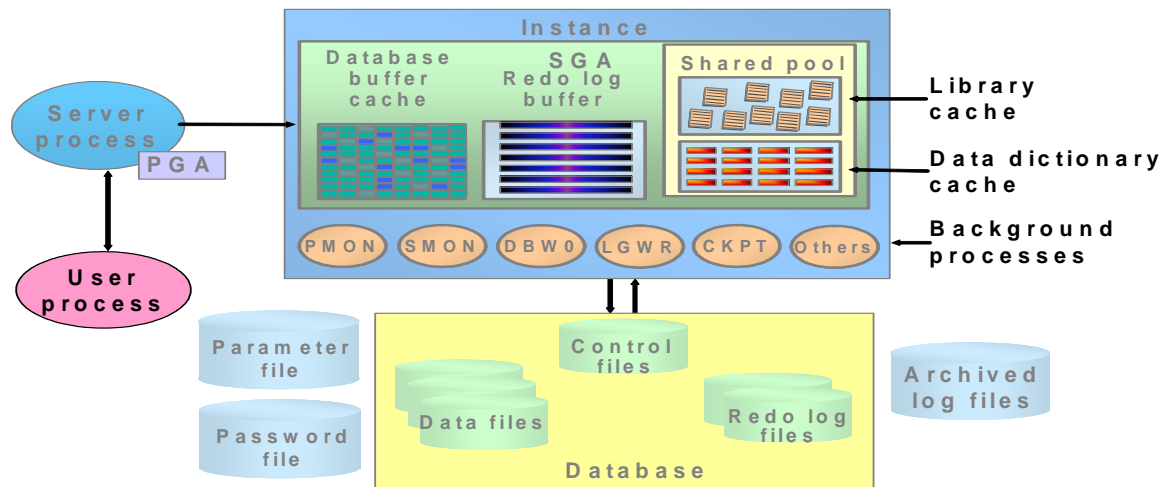 Instance
Database
buffer
cache
SGA
Redo log
buffer
Shared pool
Library
cache
Server
process
PGA
Data dictionary
cache
PMON
SMON
DBW0
LGWR
CKPT
Others
Background
processes
User
process
Parameter
file
Control
files
Archived
log files
Data files
Redo log
files
Password
file
Database